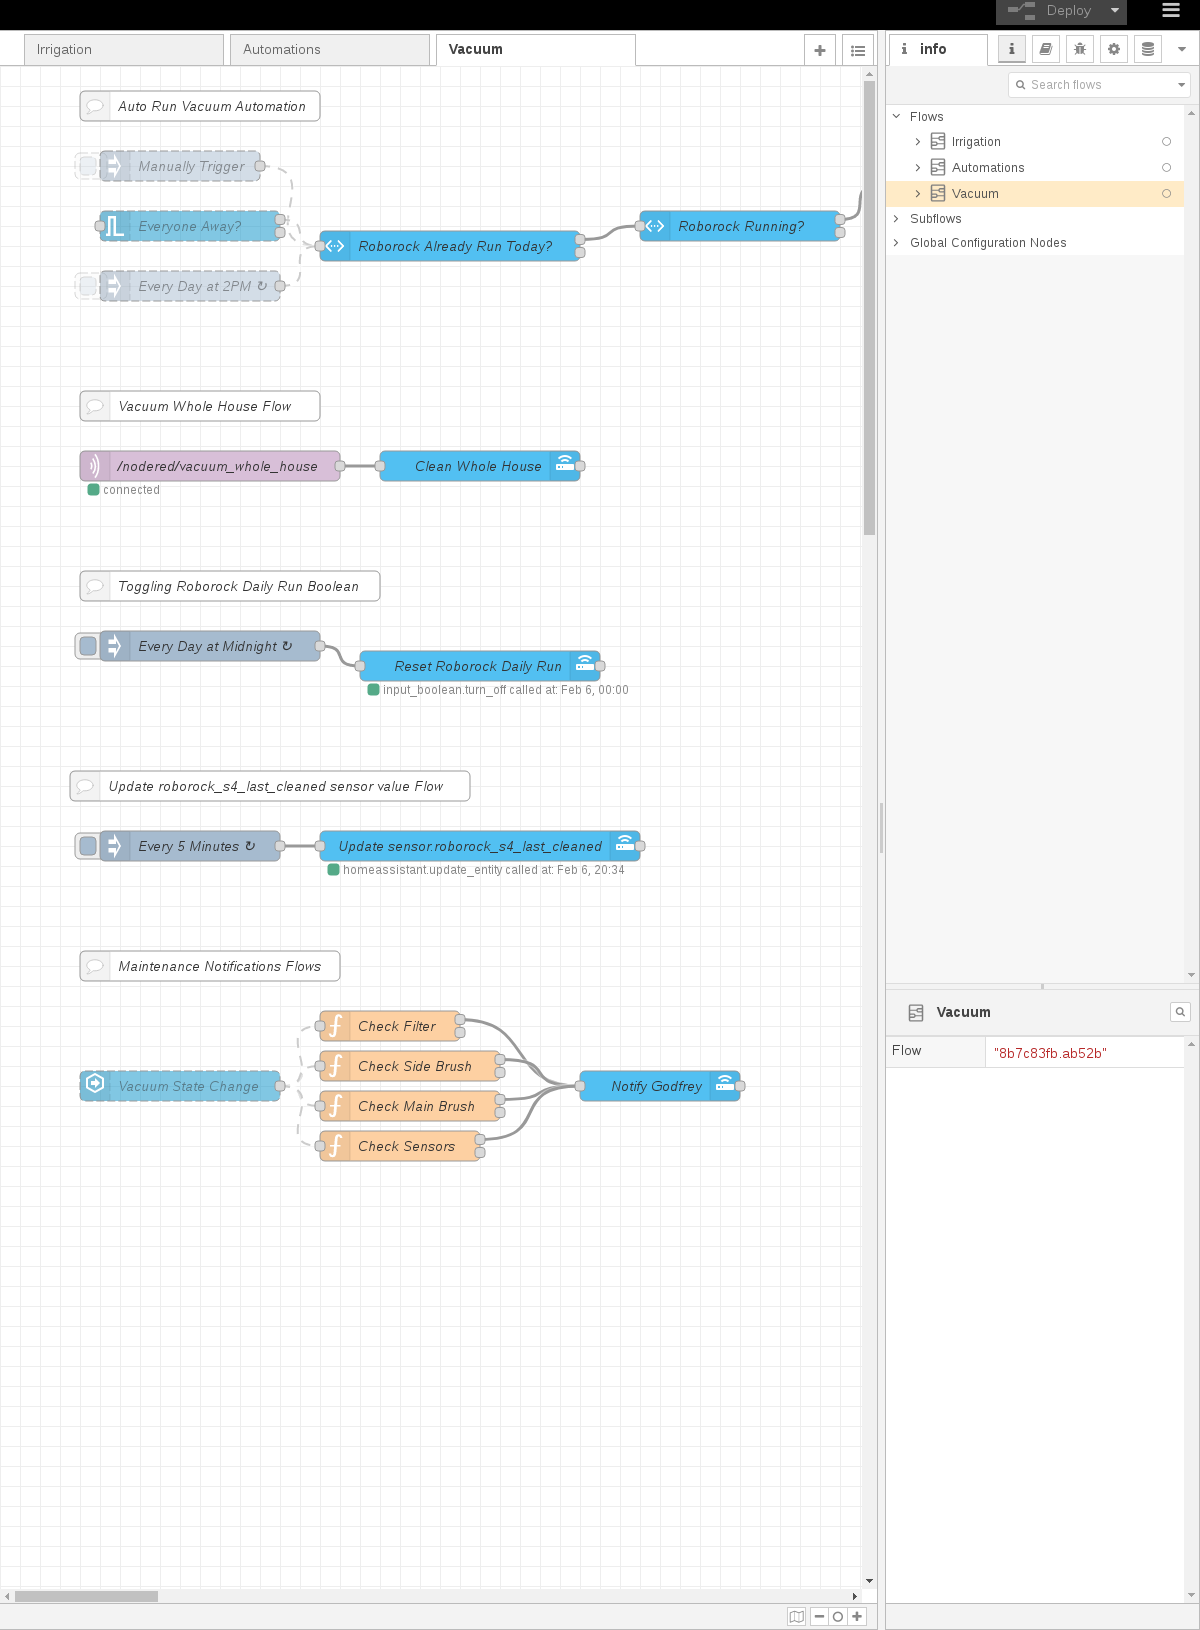 Deploy
Irrigation
Automations
Vacuum
info
Search flows
Auto Run Vacuum Automation
Manually Trigger
Everyone Away?
Roborock Already Run Today?
Roborock Running?
Every Day at 2PM ↻
Vacuum Whole House Flow
/nodered/vacuum_whole_house
Clean Whole House
connected
Toggling Roborock Daily Run Boolean
Every Day at Midnight ↻
Reset Roborock Daily Run
input_boolean.turn_off called at: Feb 6, 00:00
Update roborock_s4_last_cleaned sensor value Flow
Every 5 Minutes ↻
Update sensor.roborock_s4_last_cleaned
homeassistant.update_entity called at: Feb 6, 20:34
Maintenance Notifications Flows
Check Filter
Check Side Brush
Vacuum State Change
Notify Godfrey
Check Main Brush
Check Sensors
Flows
Irrigation
Automations
Vacuum
Subflows
Global Configuration Nodes
Vacuum
Flow
"8b7c83fb.ab52b"